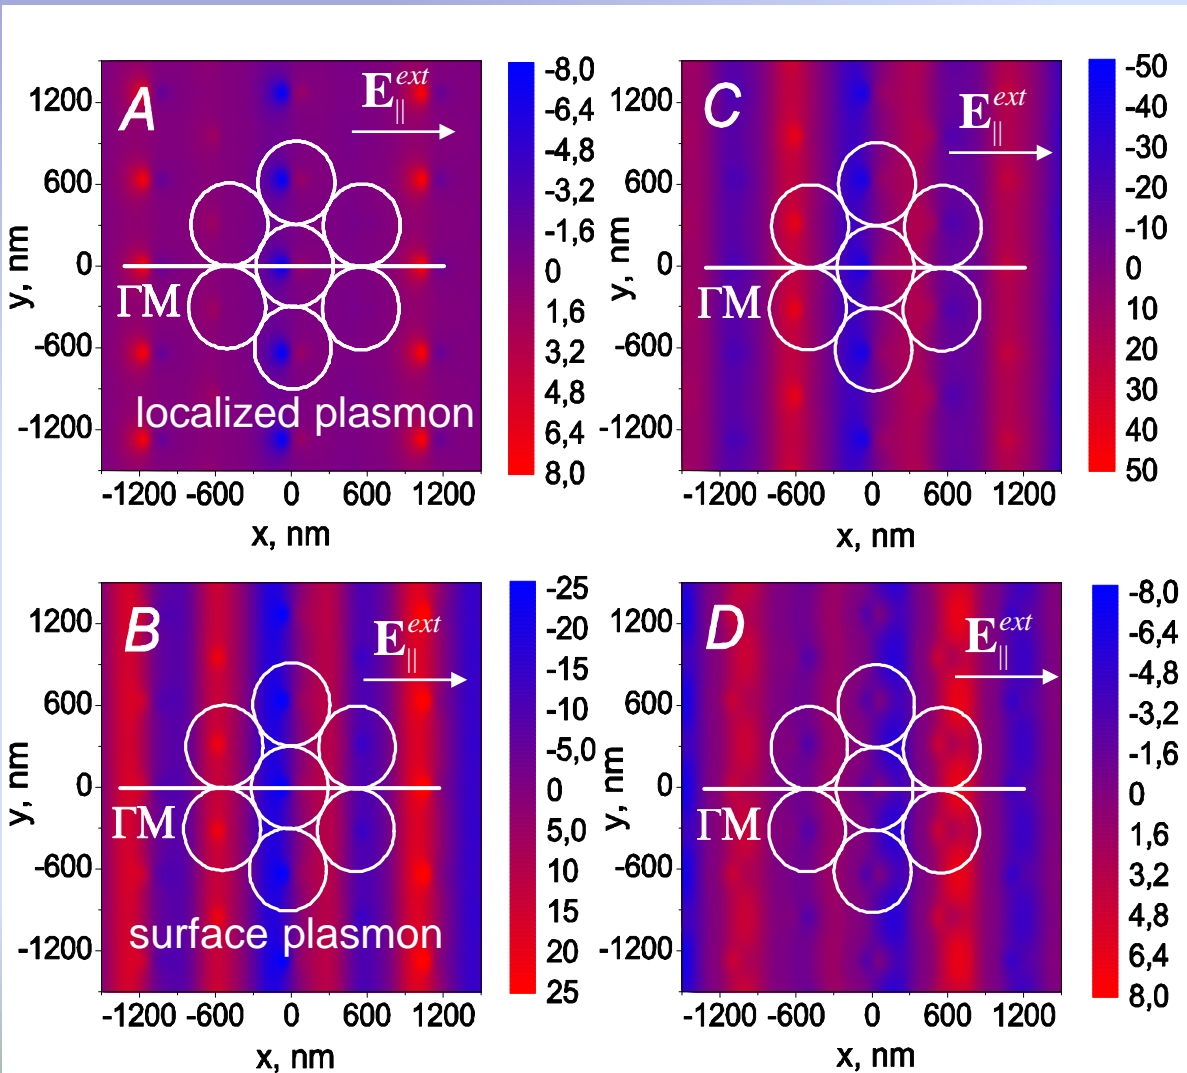 A
E∥^ext
ΓM
localized plasmon
y, nm
1200
600
0
-600
-1200
-1200 -600 0 600 1200
x, nm
-8,0
-6,4
-4,8
-3,2
-1,6
0
1,6
3,2
4,8
6,4
8,0
C
E∥^ext
ΓM
y, nm
1200
600
0
-600
-1200
-1200 -600 0 600 1200
x, nm
-50
-40
-30
-20
-10
0
10
20
30
40
50
B
E∥^ext
ΓM
surface plasmon
y, nm
1200
600
0
-600
-1200
-1200 -600 0 600 1200
x, nm
-25
-20
-15
-10
-5,0
0
5,0
10
15
20
25
D
E∥^ext
ΓM
y, nm
1200
600
0
-600
-1200
-1200 -600 0 600 1200
x, nm
-8,0
-6,4
-4,8
-3,2
-1,6
0
1,6
3,2
4,8
6,4
8,0